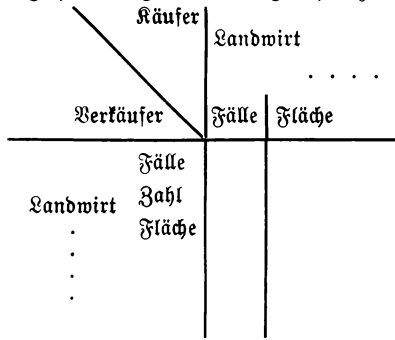 Käufer
Landwirt
. . . .
Verkäufer Fälle Fläche
Fälle
Zahl
Landwirt Fläche
.
.
.
.